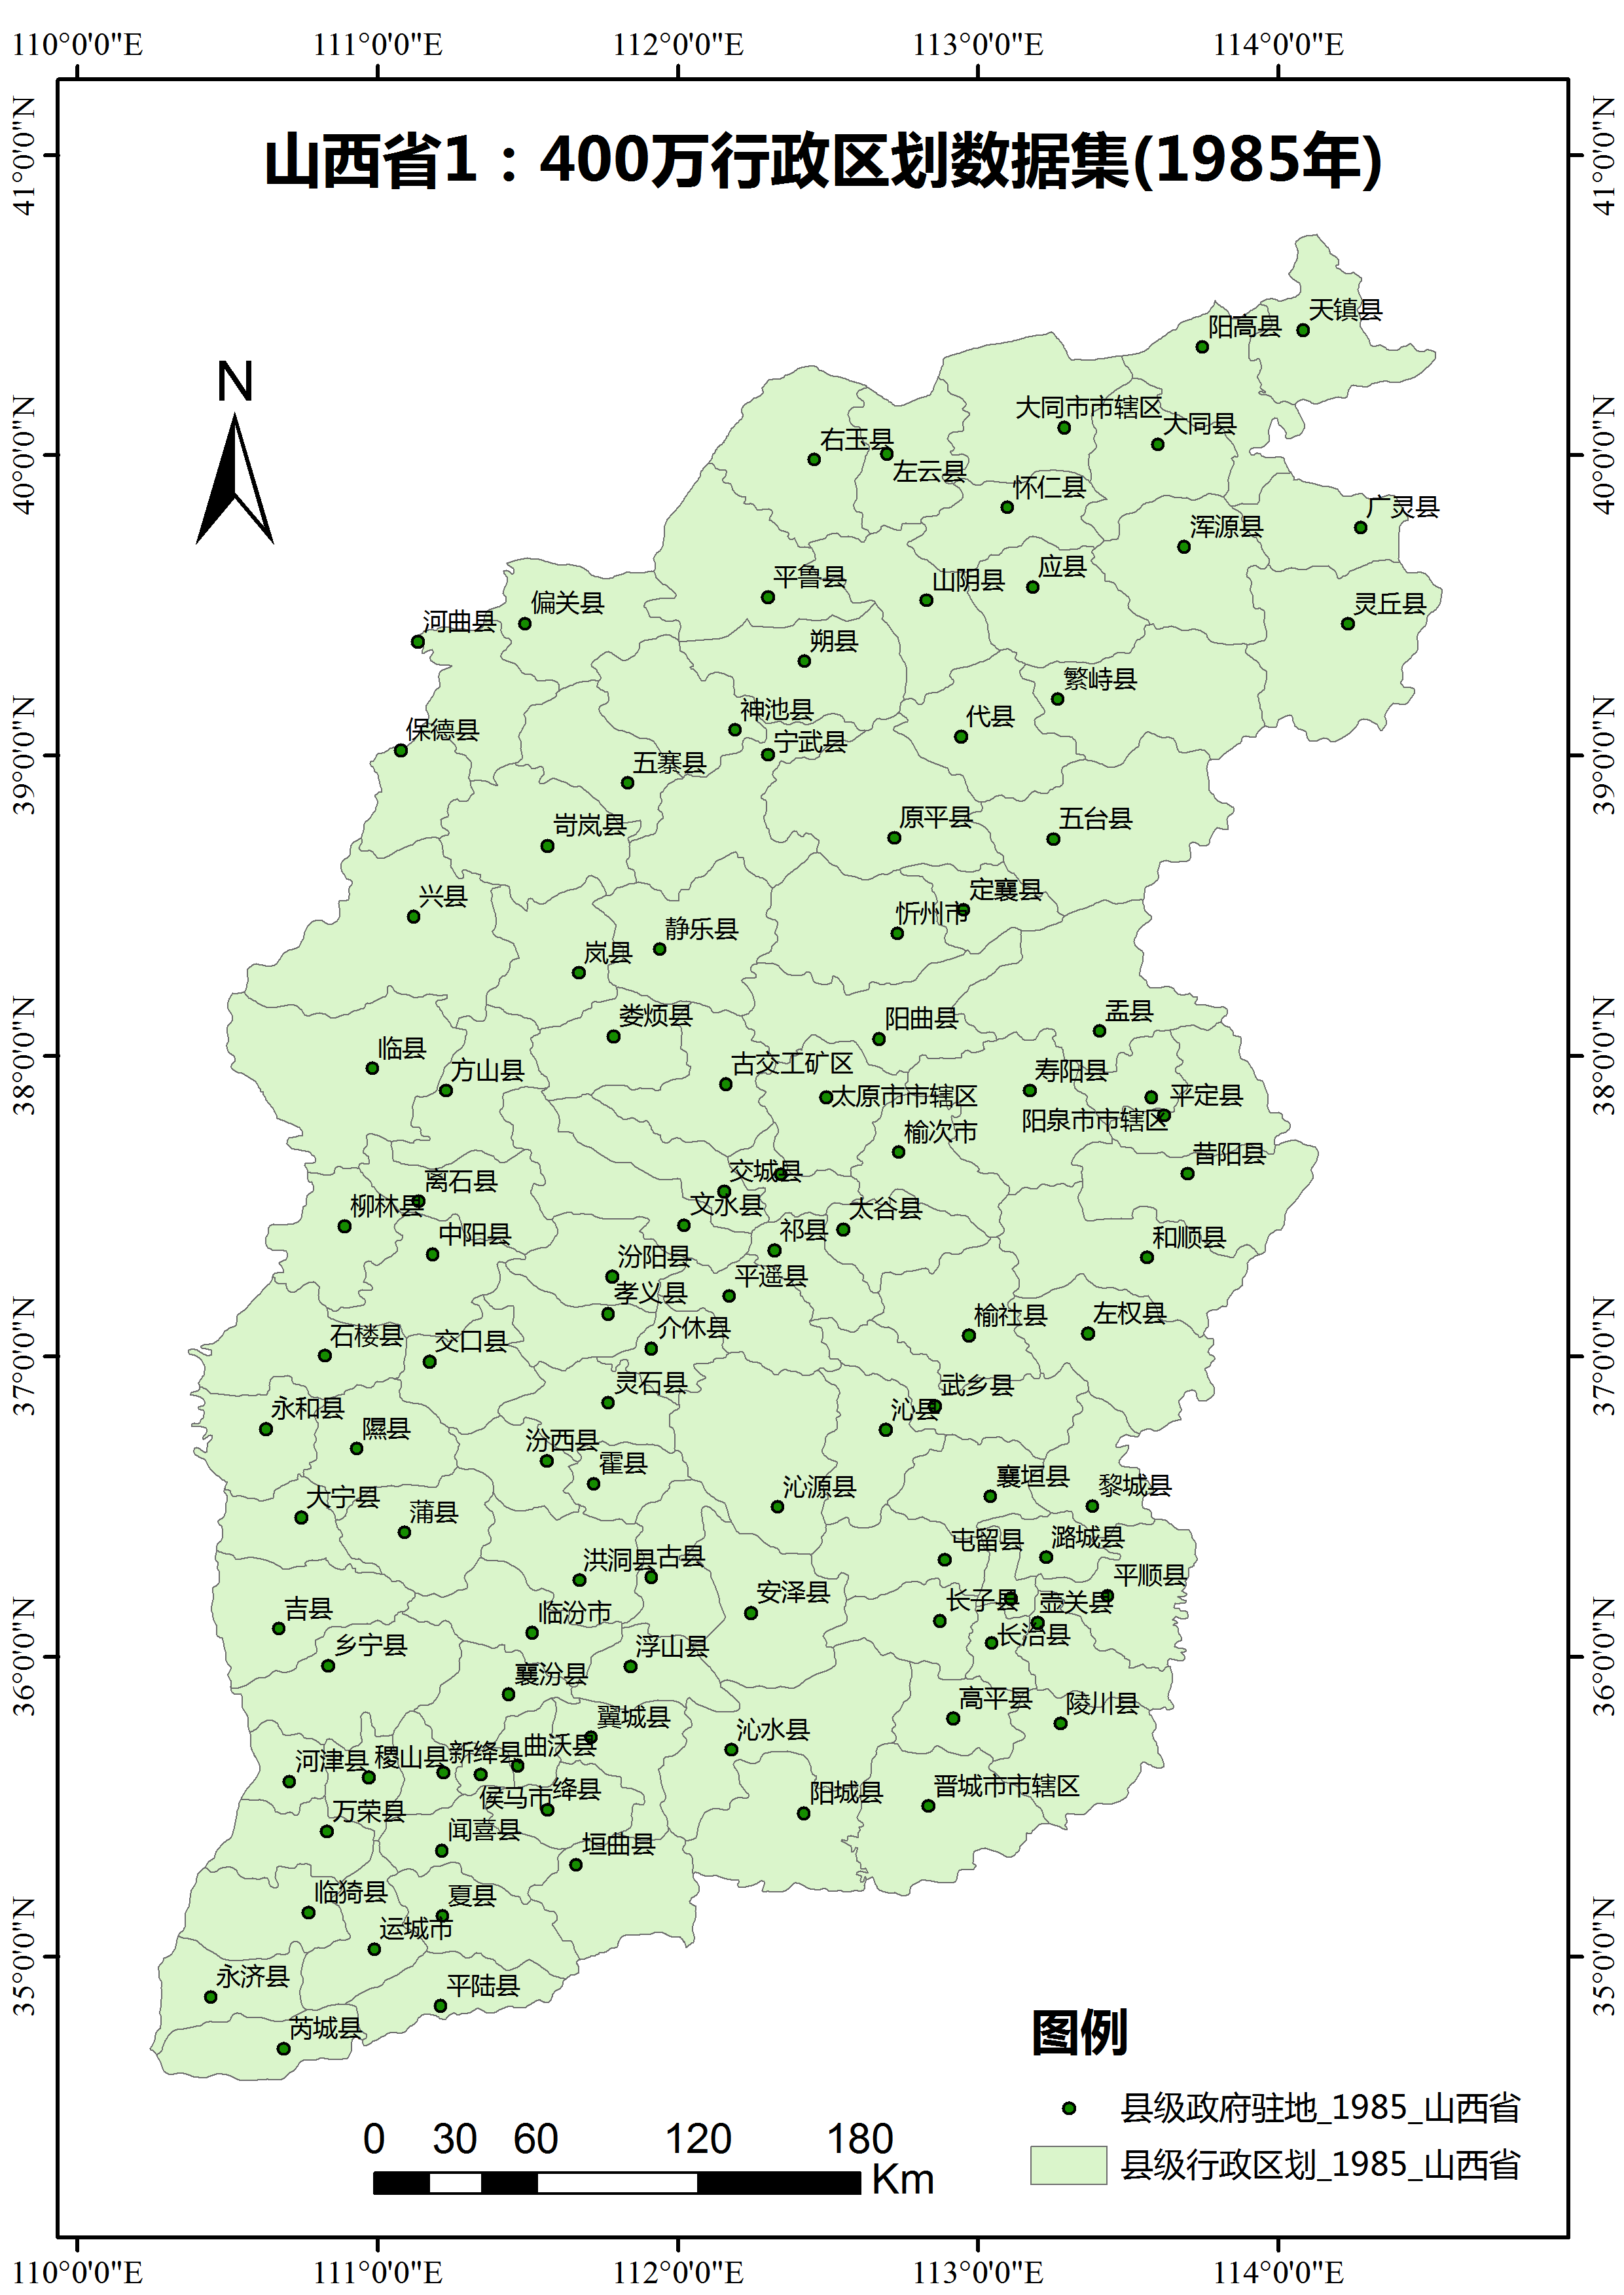 110°0'0"E 111°0'0"E 112°0'0"E 113°0'0"E 114°0'0"E
41°0'0"N
41°0'0"N
山西省1：400万行政区划数据集(1985年)
N
天镇县
阳高县
大同市市辖区
大同县
右玉县
左云县
40°0'0"N
40°0'0"N
怀仁县
广灵县
浑源县
应县
平鲁县
山阴县
偏关县
灵丘县
河曲县
朔县
繁峙县
神池县
代县
保德县
宁武县
39°0'0"N
39°0'0"N
五寨县
原平县
五台县
岢岚县
定襄县
兴县
忻州市
静乐县
岚县
娄烦县
阳曲县
盂县
38°0'0"N
38°0'0"N
临县
方山县
古交工矿区
寿阳县
太原市市辖区
平定县
阳泉市市辖区
榆次市
昔阳县
交城县
离石县
柳林县
文水县
太谷县
中阳县
祁县
和顺县
汾阳县
平遥县
孝义县
榆社县
左权县
介休县
石楼县
交口县
37°0'0"N
37°0'0"N
灵石县
武乡县
永和县
沁县
隰县
汾西县
霍县
襄垣县
沁源县
黎城县
大宁县
蒲县
屯留县
潞城县
洪洞县
古县
平顺县
安泽县
长子县
壶关县
吉县
临汾市
长治县
36°0'0"N
36°0'0"N
乡宁县
浮山县
襄汾县
高平县
陵川县
翼城县
沁水县
河津县
稷山县
新绛县
曲沃县
侯马市
绛县
阳城县
晋城市市辖区
万荣县
闻喜县
垣曲县
临猗县
夏县
运城市
35°0'0"N
35°0'0"N
永济县
平陆县
芮城县
图例
县级政府驻地_1985_山西省
县级行政区划_1985_山西省
0 30 60 120 180
Km
110°0'0"E 111°0'0"E 112°0'0"E 113°0'0"E 114°0'0"E